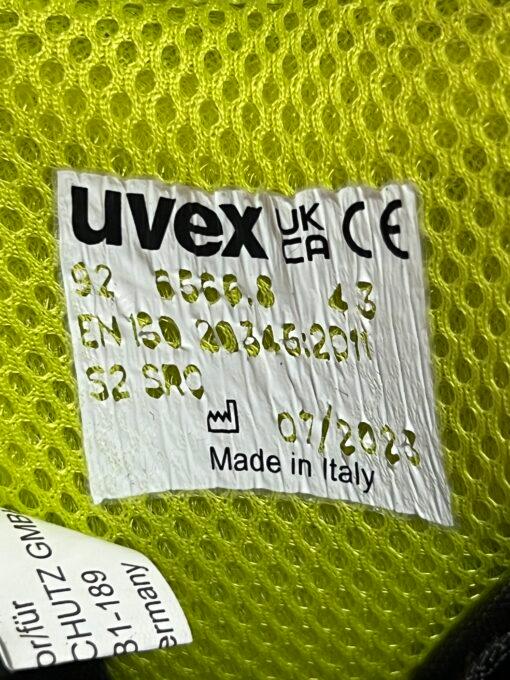 uvex UK CA CE
92 6566.8 43
EN ISO 20345:2011
S2 SRC
07/2023
Made in Italy
or/für
CHUTZ GMB
81-189
ermany